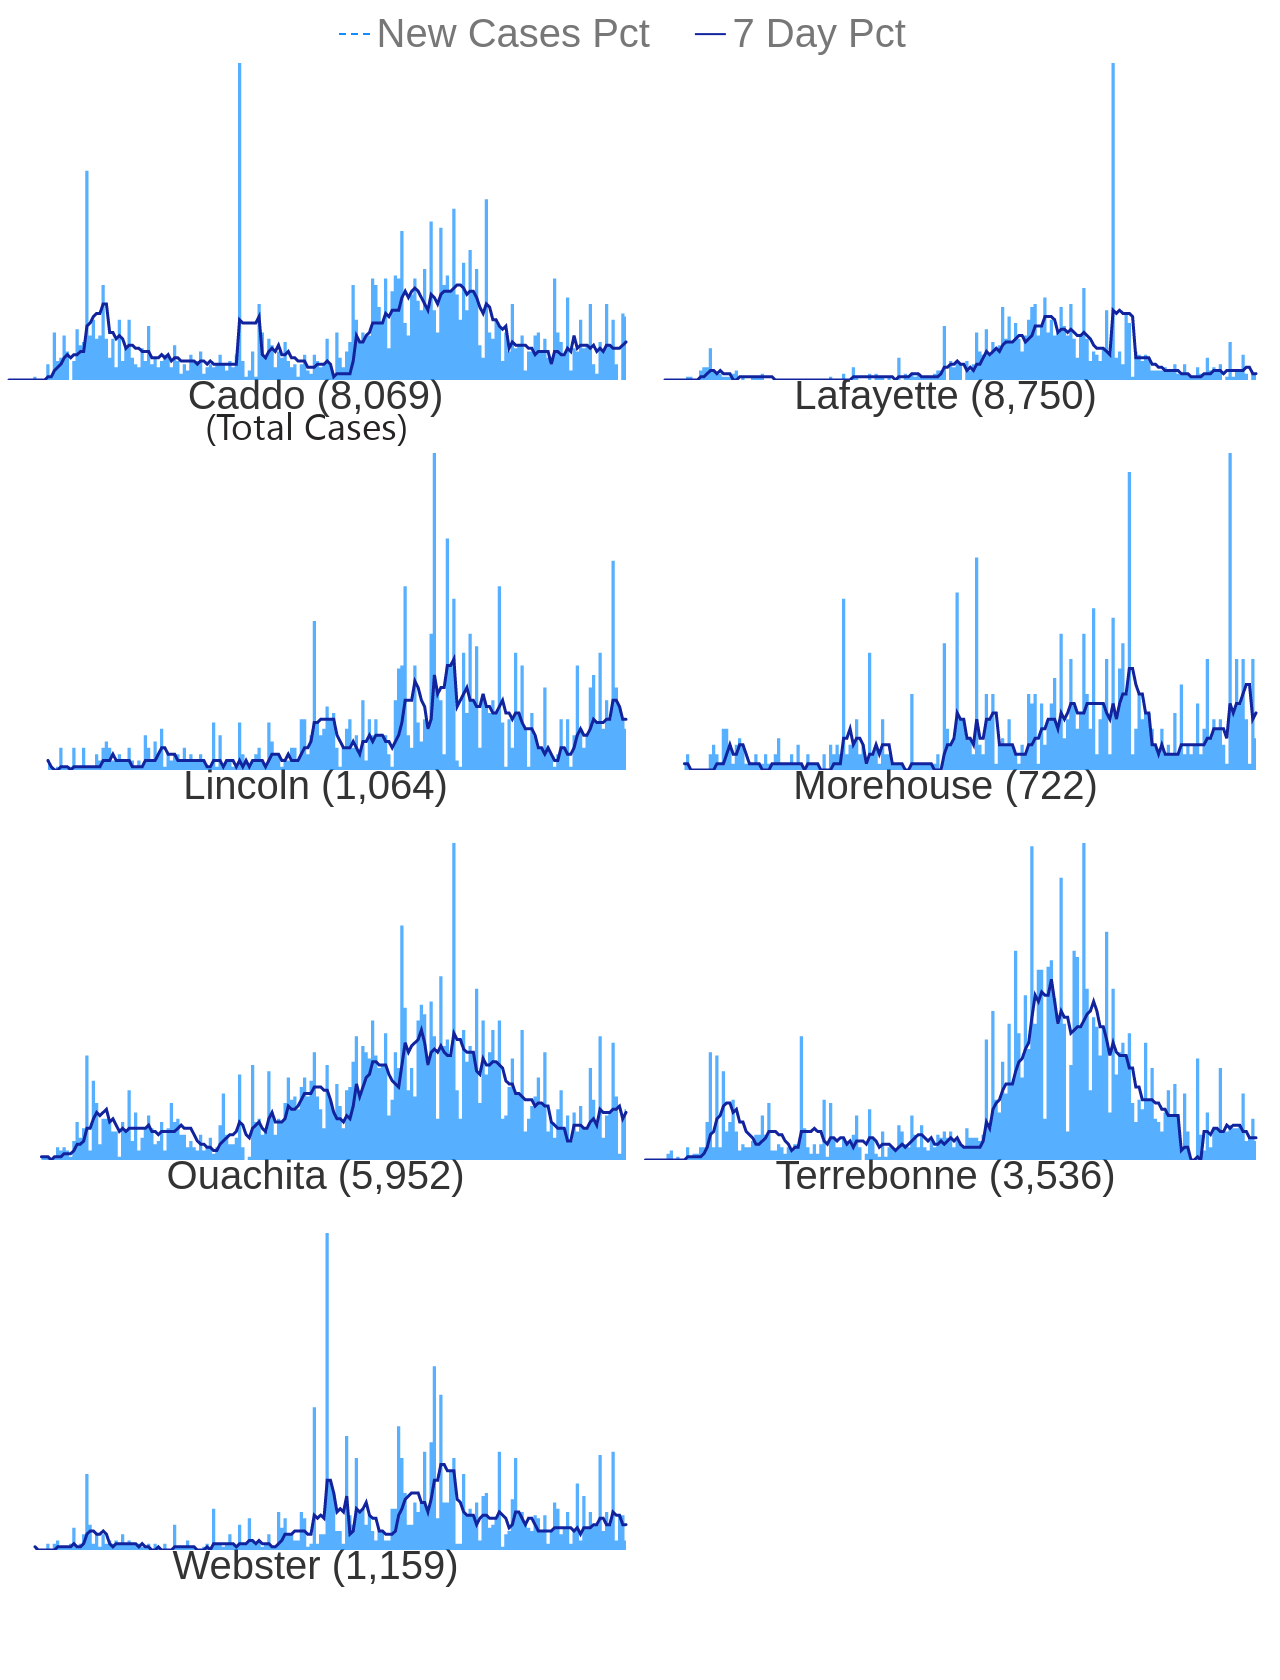 New Cases Pct 7 Day Pct
Caddo (8,069) Lafayette (8,750)
(Total Cases)
Lincoln (1,064) Morehouse (722)
Ouachita (5,952) Terrebonne (3,536)
Webster (1,159)